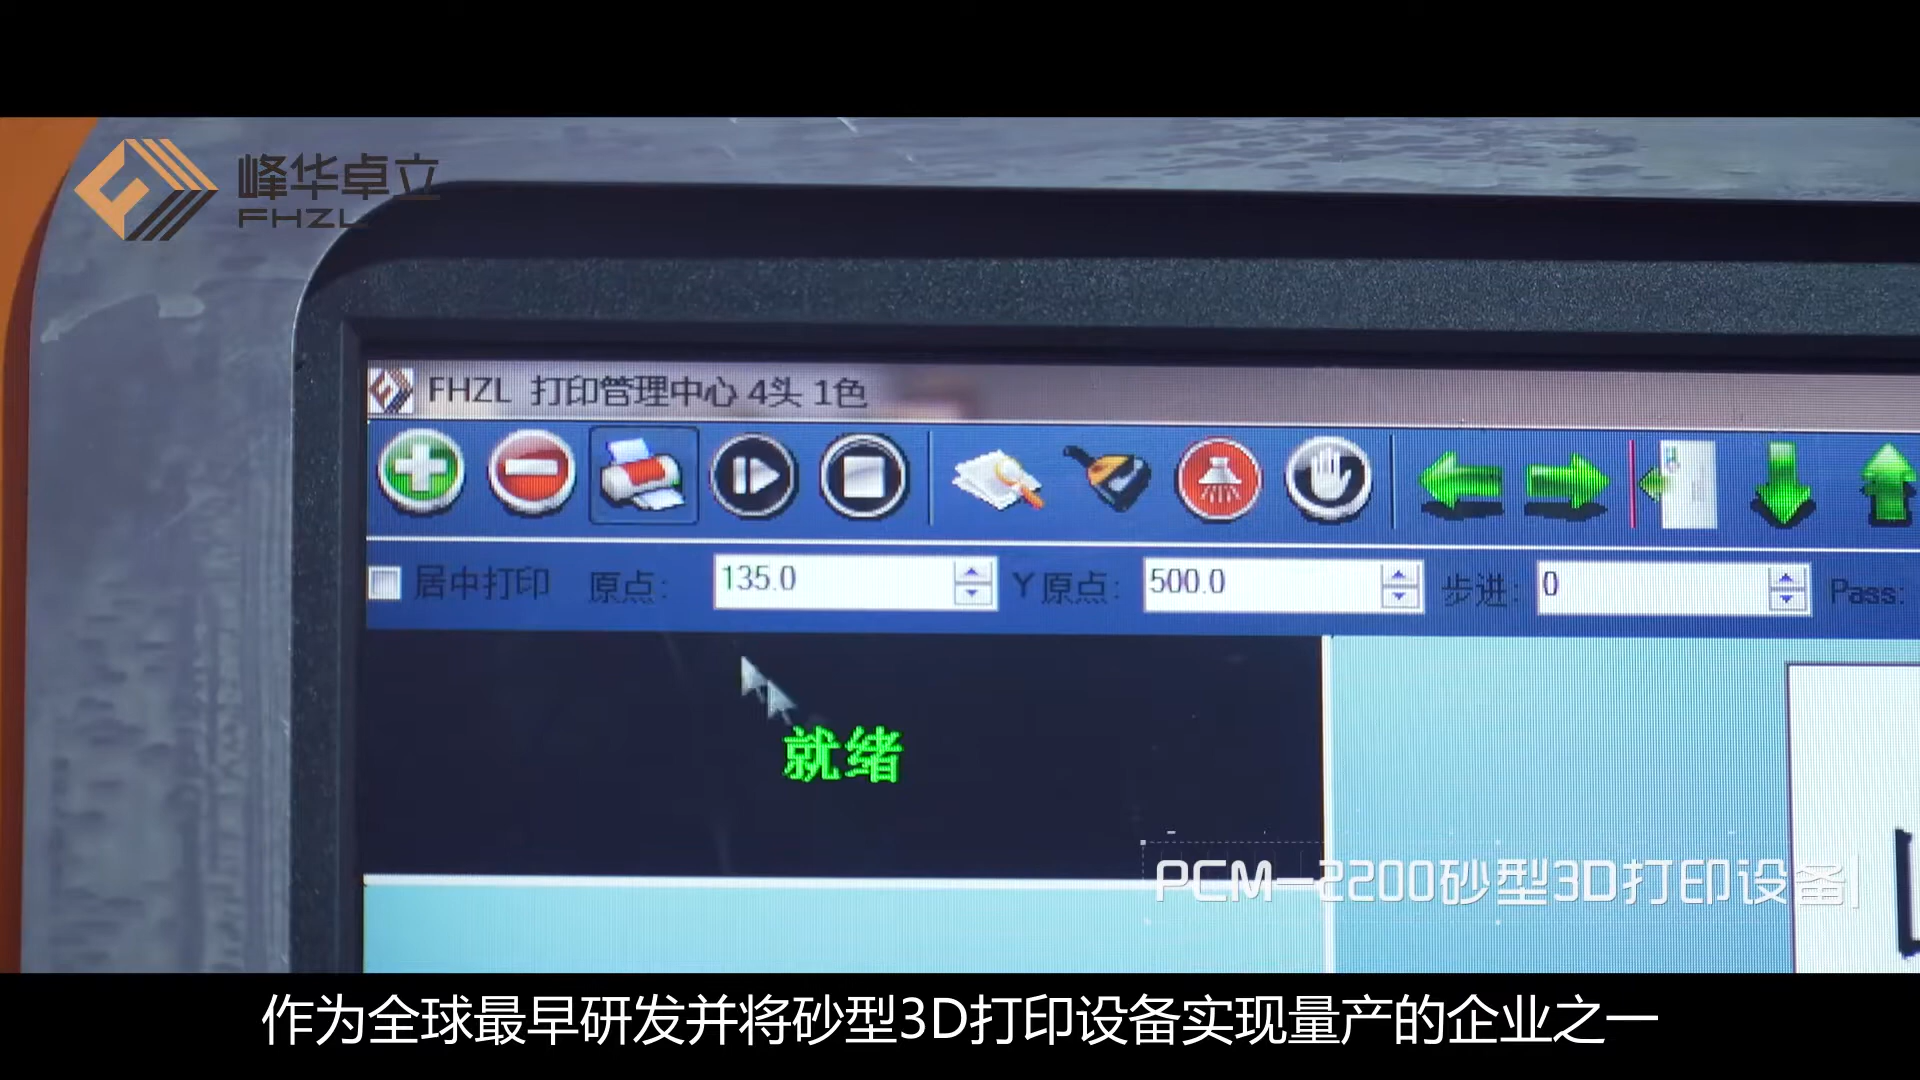 峰华卓立
FHZL
FHZL 打印管理中心 4头 1色
居中打印 原点: 135.0 Y原点: 500.0 步进: 0 Pass:
就绪
PCM-2200砂型3D打印设备
作为全球最早研发并将砂型3D打印设备实现量产的企业之一